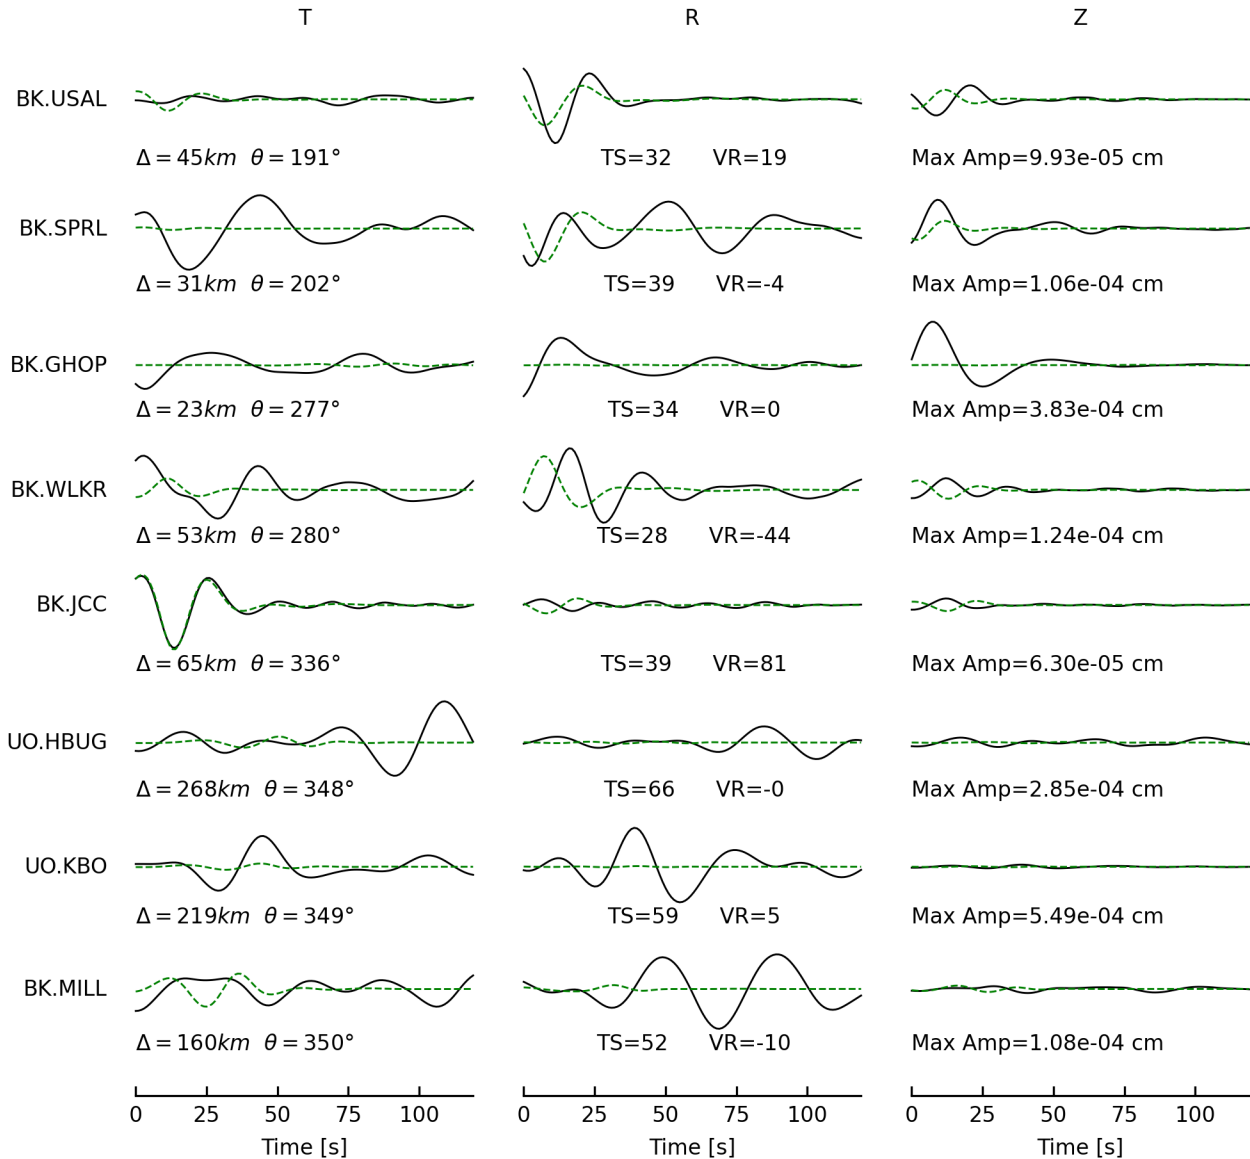 T R Z
BK.USAL
Δ = 45km θ = 191° TS=32 VR=19 Max Amp=9.93e-05 cm
BK.SPRL
Δ = 31km θ = 202° TS=39 VR=-4 Max Amp=1.06e-04 cm
BK.GHOP
Δ = 23km θ = 277° TS=34 VR=0 Max Amp=3.83e-04 cm
BK.WLKR
Δ = 53km θ = 280° TS=28 VR=-44 Max Amp=1.24e-04 cm
BK.JCC
Δ = 65km θ = 336° TS=39 VR=81 Max Amp=6.30e-05 cm
UO.HBUG
Δ = 268km θ = 348° TS=66 VR=-0 Max Amp=2.85e-04 cm
UO.KBO
Δ = 219km θ = 349° TS=59 VR=5 Max Amp=5.49e-04 cm
BK.MILL
Δ = 160km θ = 350° TS=52 VR=-10 Max Amp=1.08e-04 cm
0 25 50 75 100 0 25 50 75 100 0 25 50 75 100
Time [s] Time [s] Time [s]